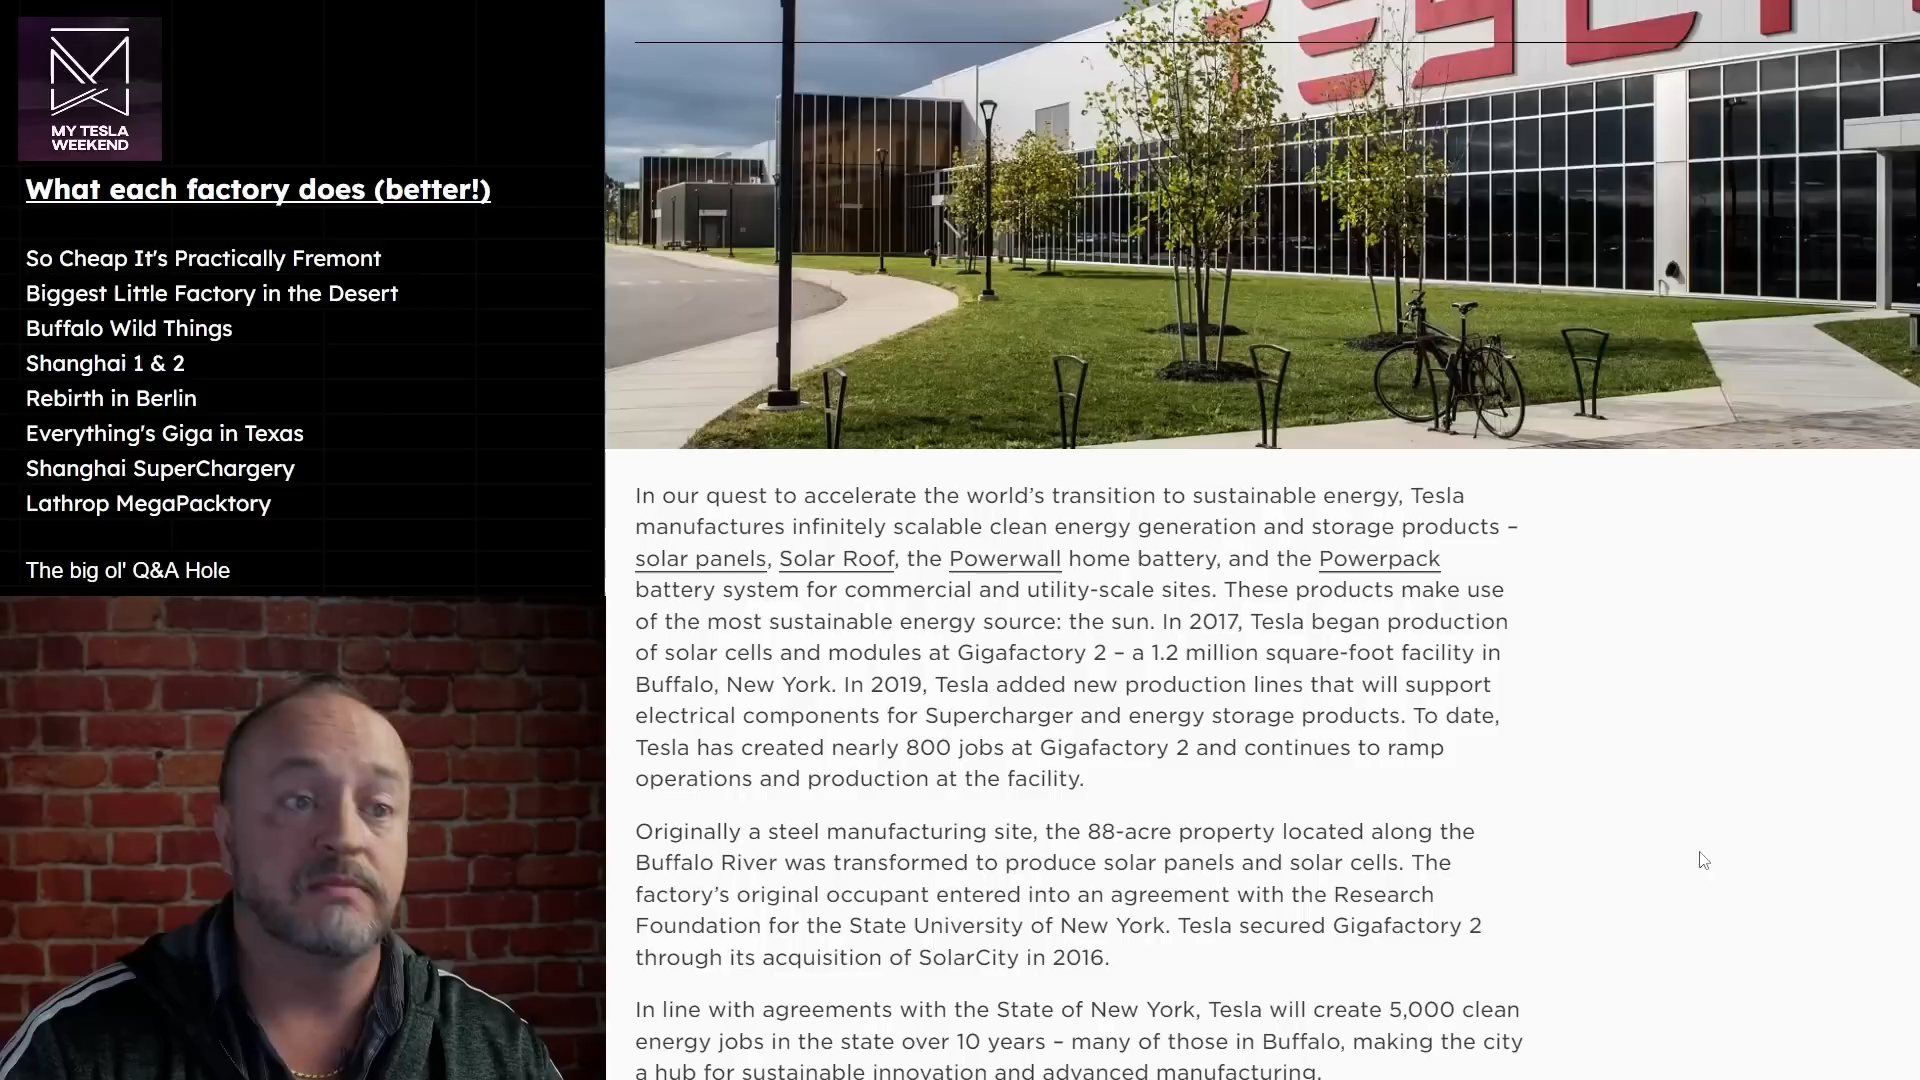 MY TESLA
WEEKEND
What each factory does (better!)
So Cheap It's Practically Fremont
Biggest Little Factory in the Desert
Buffalo Wild Things
Shanghai 1 & 2
Rebirth in Berlin
Everything's Giga in Texas
Shanghai SuperChargery
Lathrop MegaPacktory
The big ol' Q&A Hole
TESLA
In our quest to accelerate the world’s transition to sustainable energy, Tesla
manufactures infinitely scalable clean energy generation and storage products –
solar panels, Solar Roof, the Powerwall home battery, and the Powerpack
battery system for commercial and utility-scale sites. These products make use
of the most sustainable energy source: the sun. In 2017, Tesla began production
of solar cells and modules at Gigafactory 2 – a 1.2 million square-foot facility in
Buffalo, New York. In 2019, Tesla added new production lines that will support
electrical components for Supercharger and energy storage products. To date,
Tesla has created nearly 800 jobs at Gigafactory 2 and continues to ramp
operations and production at the facility.
Originally a steel manufacturing site, the 88-acre property located along the
Buffalo River was transformed to produce solar panels and solar cells. The
factory’s original occupant entered into an agreement with the Research
Foundation for the State University of New York. Tesla secured Gigafactory 2
through its acquisition of SolarCity in 2016.
In line with agreements with the State of New York, Tesla will create 5,000 clean
energy jobs in the state over 10 years – many of those in Buffalo, making the city
a hub for sustainable innovation and advanced manufacturing.